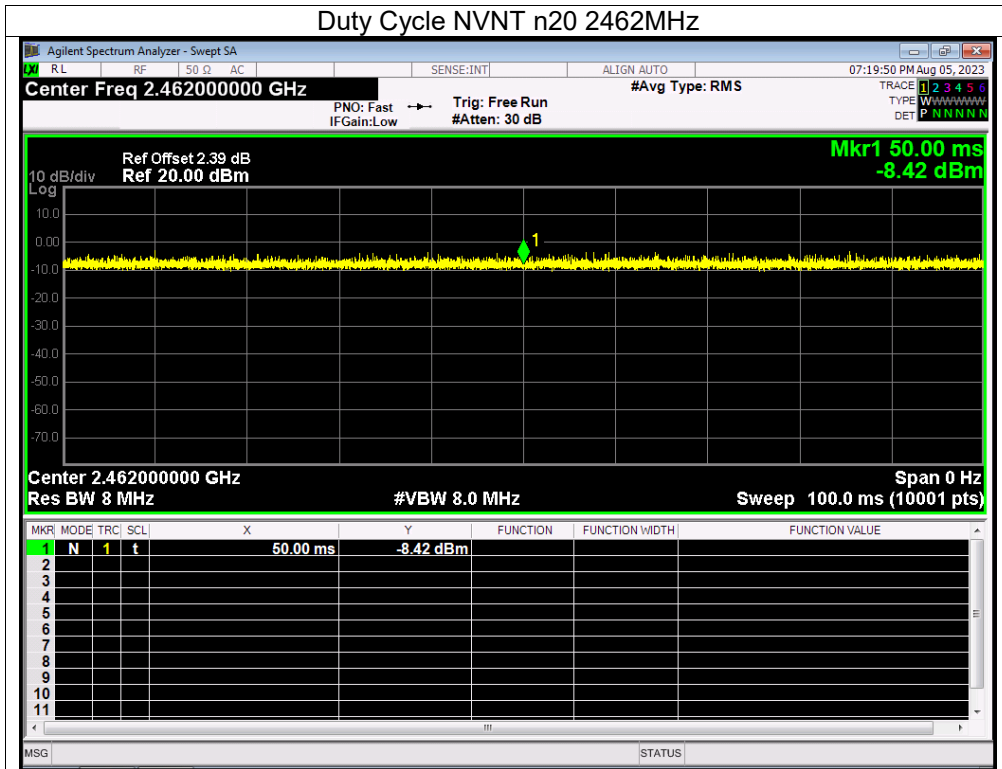 Duty Cycle NVNT n20 2462MHz
Agilent Spectrum Analyzer - Swept SA
LXI RL RF 50 Ω AC SENSE:INT ALIGN AUTO 07:19:50 PM Aug 05, 2023
Center Freq 2.462000000 GHz #Avg Type: RMS TRACE 1 2 3 4 5 6
PNO: Fast Trig: Free Run TYPE WWWWWW
IFGain:Low #Atten: 30 dB DET P N N N N N
Mkr1 50.00 ms
-8.42 dBm
Ref Offset 2.39 dB
10 dB/div Ref 20.00 dBm
Log
10.0
1
0.00
-10.0
-20.0
-30.0
-40.0
-50.0
-60.0
-70.0
Center 2.462000000 GHz Span 0 Hz
Res BW 8 MHz #VBW 8.0 MHz Sweep 100.0 ms (10001 pts)
MKR MODE TRC SCL X Y FUNCTION FUNCTION WIDTH FUNCTION VALUE
1 N 1 t 50.00 ms -8.42 dBm
2
3
4
5
6
7
8
9
10
11
MSG STATUS